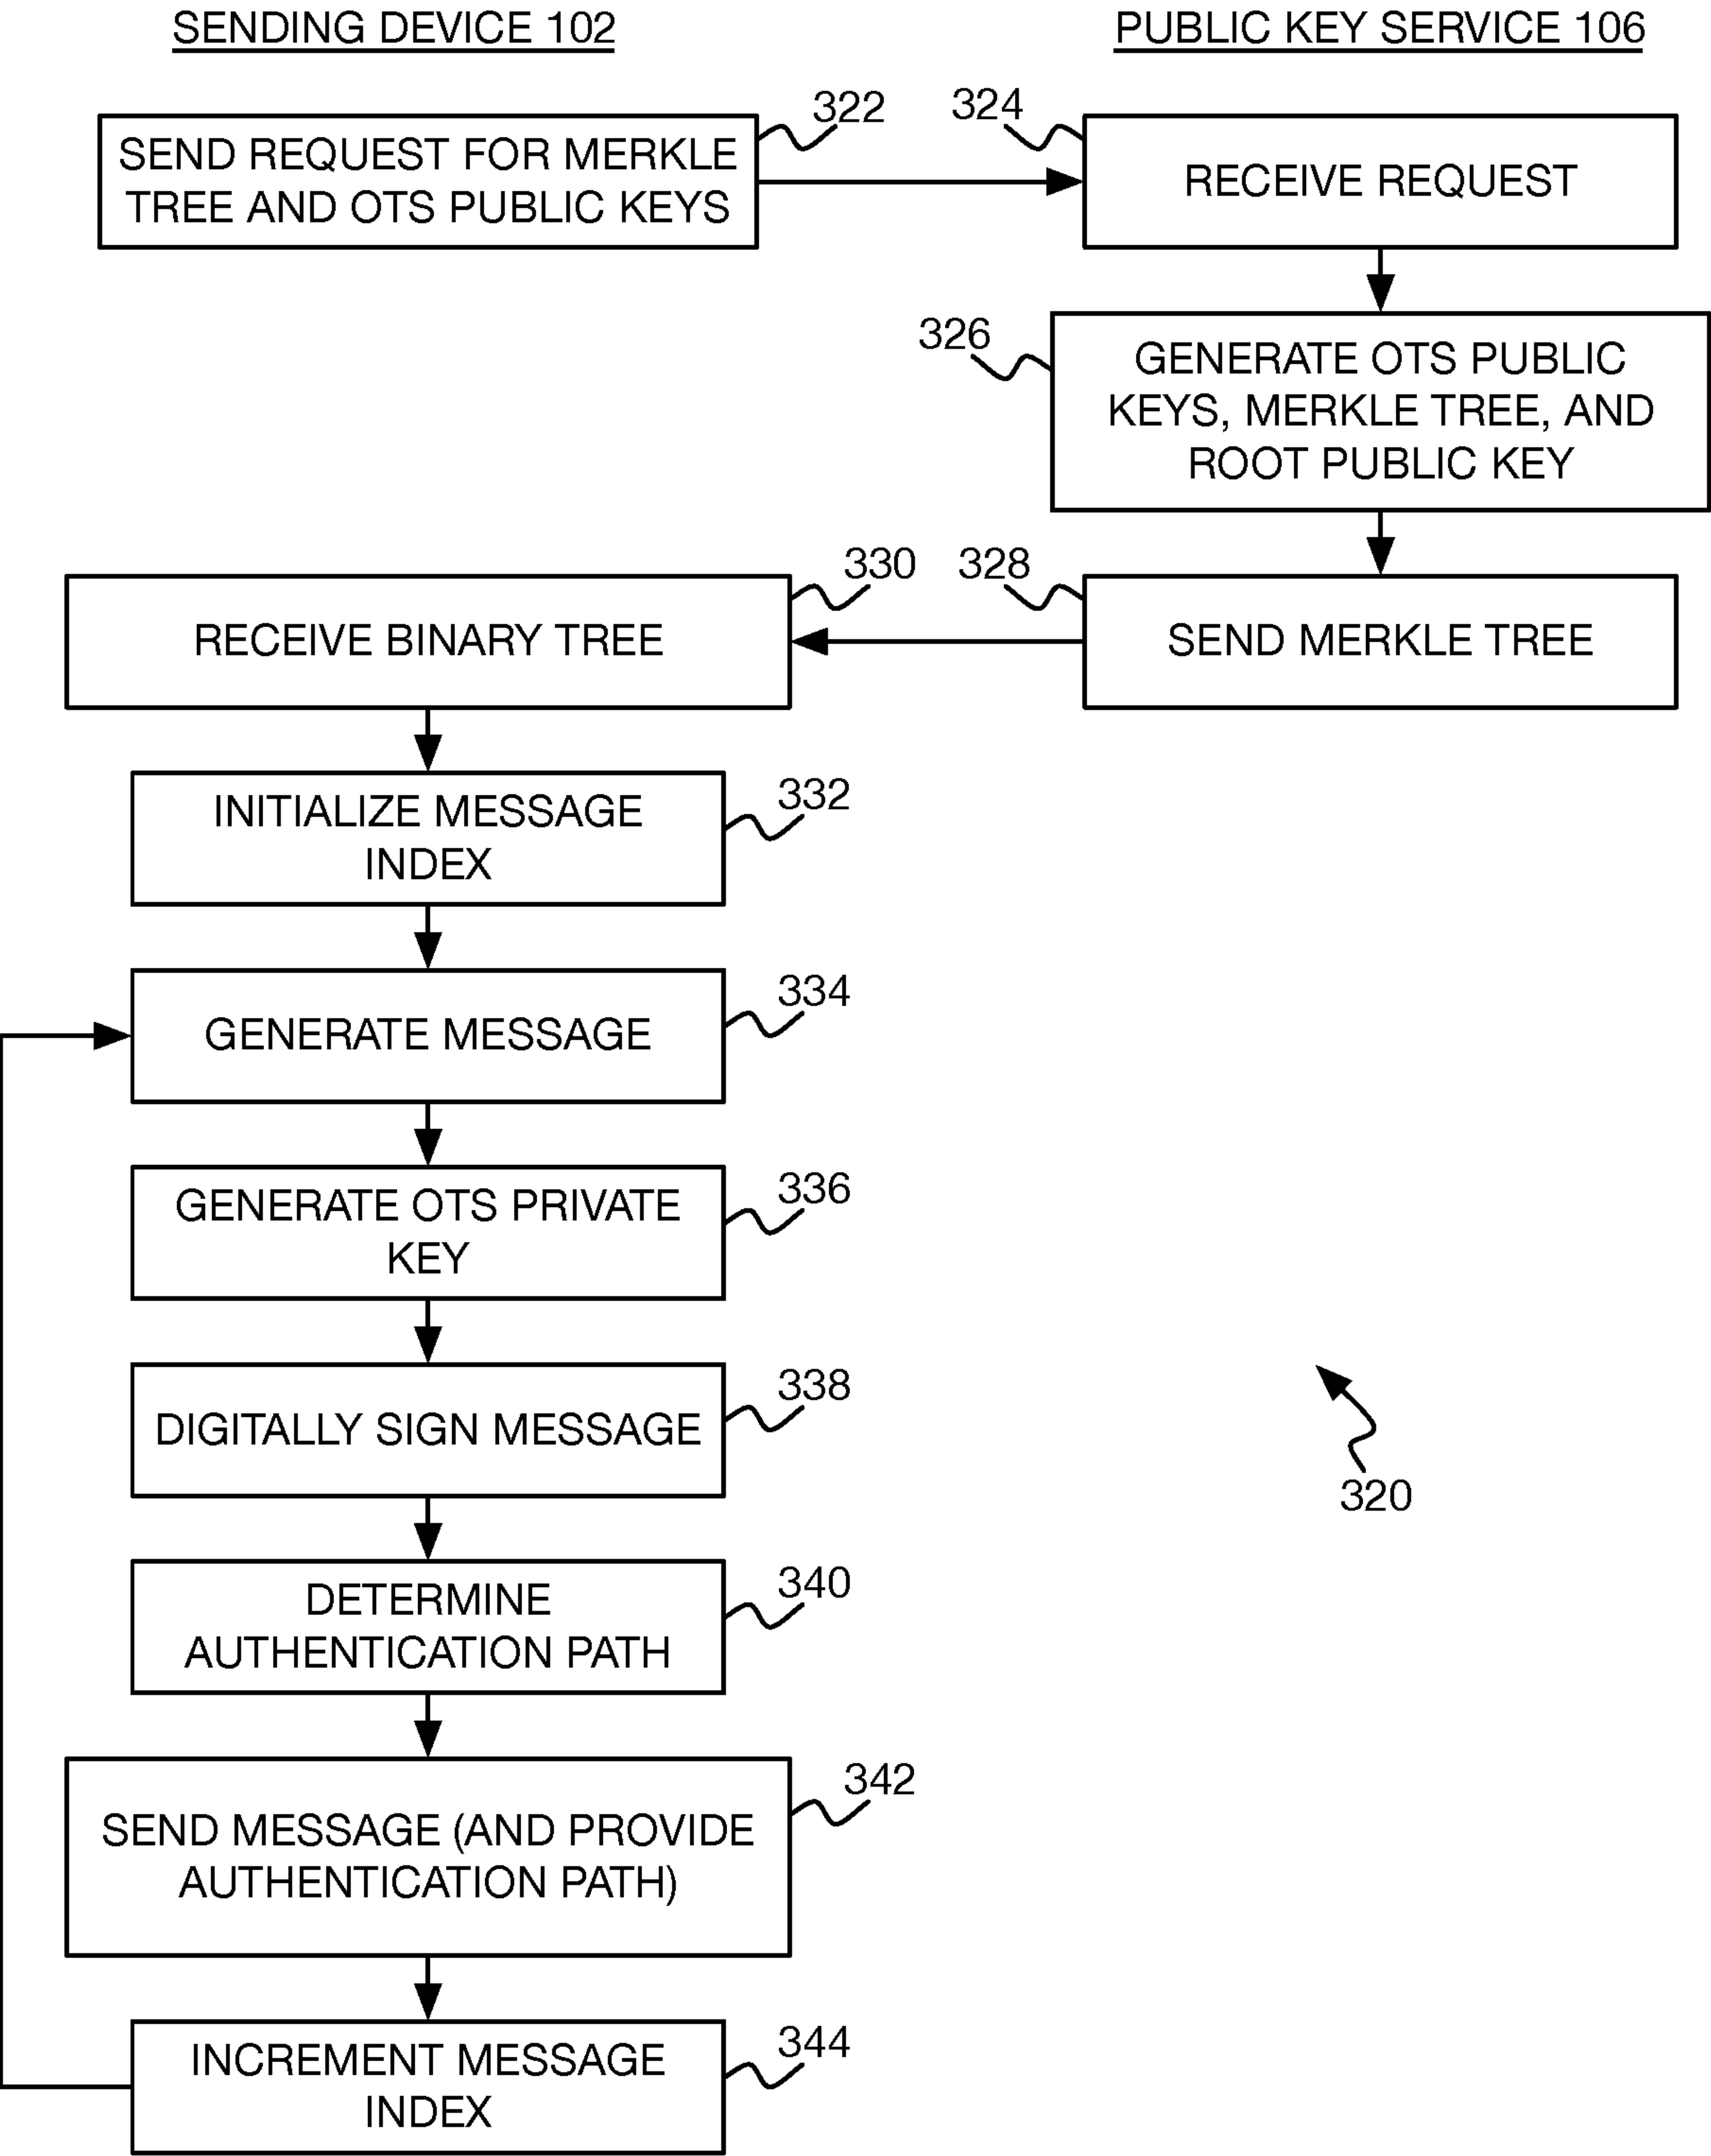 SENDING DEVICE 102
PUBLIC KEY SERVICE 106
322
324
SEND REQUEST FOR MERKLE
TREE AND OTS PUBLIC KEYS
RECEIVE REQUEST
326
GENERATE OTS PUBLIC
KEYS, MERKLE TREE, AND
ROOT PUBLIC KEY
330
328
RECEIVE BINARY TREE
SEND MERKLE TREE
332
INITIALIZE MESSAGE
INDEX
334
GENERATE MESSAGE
336
GENERATE OTS PRIVATE
KEY
338
DIGITALLY SIGN MESSAGE
320
340
DETERMINE
AUTHENTICATION PATH
342
SEND MESSAGE (AND PROVIDE
AUTHENTICATION PATH)
344
INCREMENT MESSAGE
INDEX